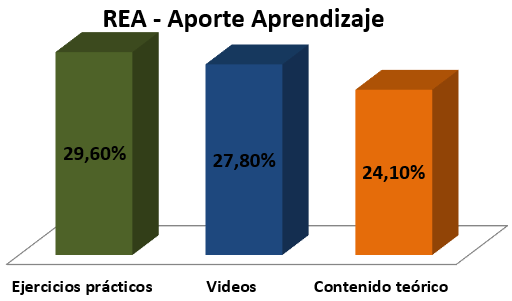 REA - Aporte Aprendizaje
29,60%
27,80%
24,10%
Ejercicios prácticos
Videos
Contenido teórico